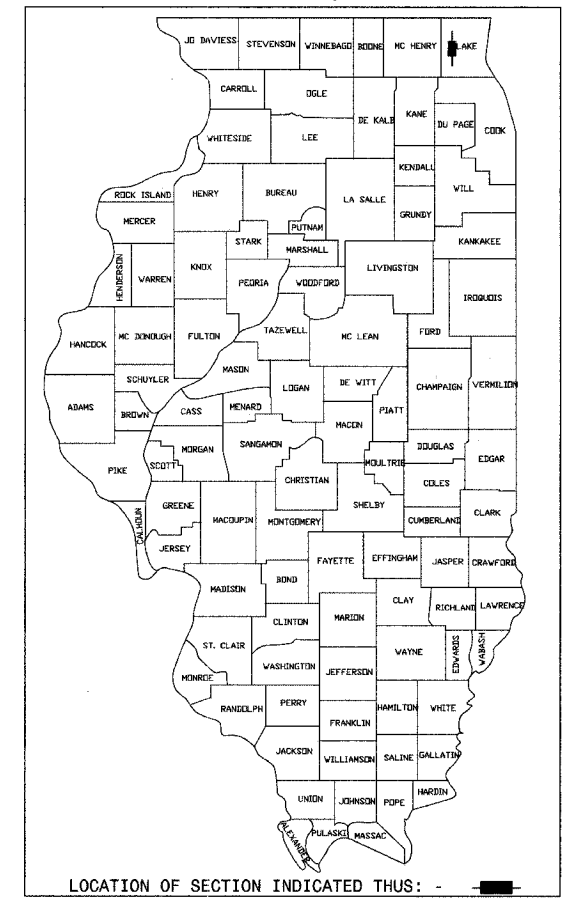 JO DAVIESS STEVENSON WINNEBAGO BOONE MC HENRY LAKE
CARROLL OGLE
DE KALB KANE DU PAGE COOK
WHITESIDE LEE
KENDALL
ROCK ISLAND HENRY BUREAU LA SALLE GRUNDY WILL
MERCER PUTNAM
STARK MARSHALL KANKAKEE
HENDERSON WARREN KNOX PEORIA WOODFORD LIVINGSTON IROQUOIS
HANCOCK MC DONOUGH FULTON TAZEWELL MC LEAN FORD
MASON
SCHUYLER LOGAN DE WITT CHAMPAIGN VERMILION
ADAMS BROWN CASS MENARD MACON PIATT
MORGAN SANGAMON DOUGLAS EDGAR
PIKE SCOTT CHRISTIAN MOULTRIE COLES
GREENE MACOUPIN SHELBY CLARK
CALHOUN MONTGOMERY CUMBERLAND
JERSEY FAYETTE EFFINGHAM JASPER CRAWFORD
MADISON BOND
CLAY RICHLAND LAWRENCE
CLINTON MARION
ST. CLAIR WAYNE EDWARDS WABASH
WASHINGTON JEFFERSON
MONROE
RANDOLPH PERRY HAMILTON WHITE
FRANKLIN
JACKSON WILLIAMSON SALINE GALLATIN
UNION JOHNSON POPE HARDIN
ALEXANDER PULASKI MASSAC
LOCATION OF SECTION INDICATED THUS: -